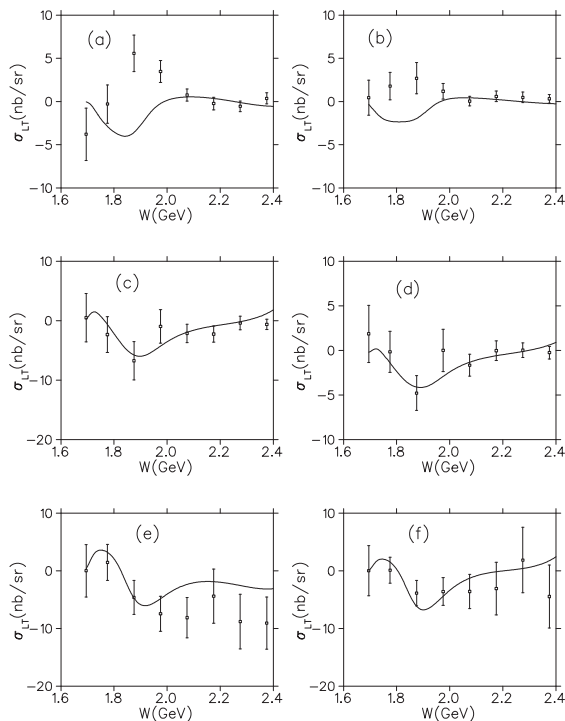 10 (a) 10 (b)
5 5
0 0
−5 −5
−10 −10
σLT(nb/sr) σLT(nb/sr)
1.6 1.8 2.0 2.2 2.4 1.6 1.8 2.0 2.2 2.4
W(GeV) W(GeV)
10 (c) 10 (d)
5
0 0
−10 −5
−20 −10
σLT(nb/sr) σLT(nb/sr)
1.6 1.8 2.0 2.2 2.4 1.6 1.8 2.0 2.2 2.4
W(GeV) W(GeV)
10 (e) 10 (f)
0 0
−10 −10
−20 −20
σLT(nb/sr) σLT(nb/sr)
1.6 1.8 2.0 2.2 2.4 1.6 1.8 2.0 2.2 2.4
W(GeV) W(GeV)